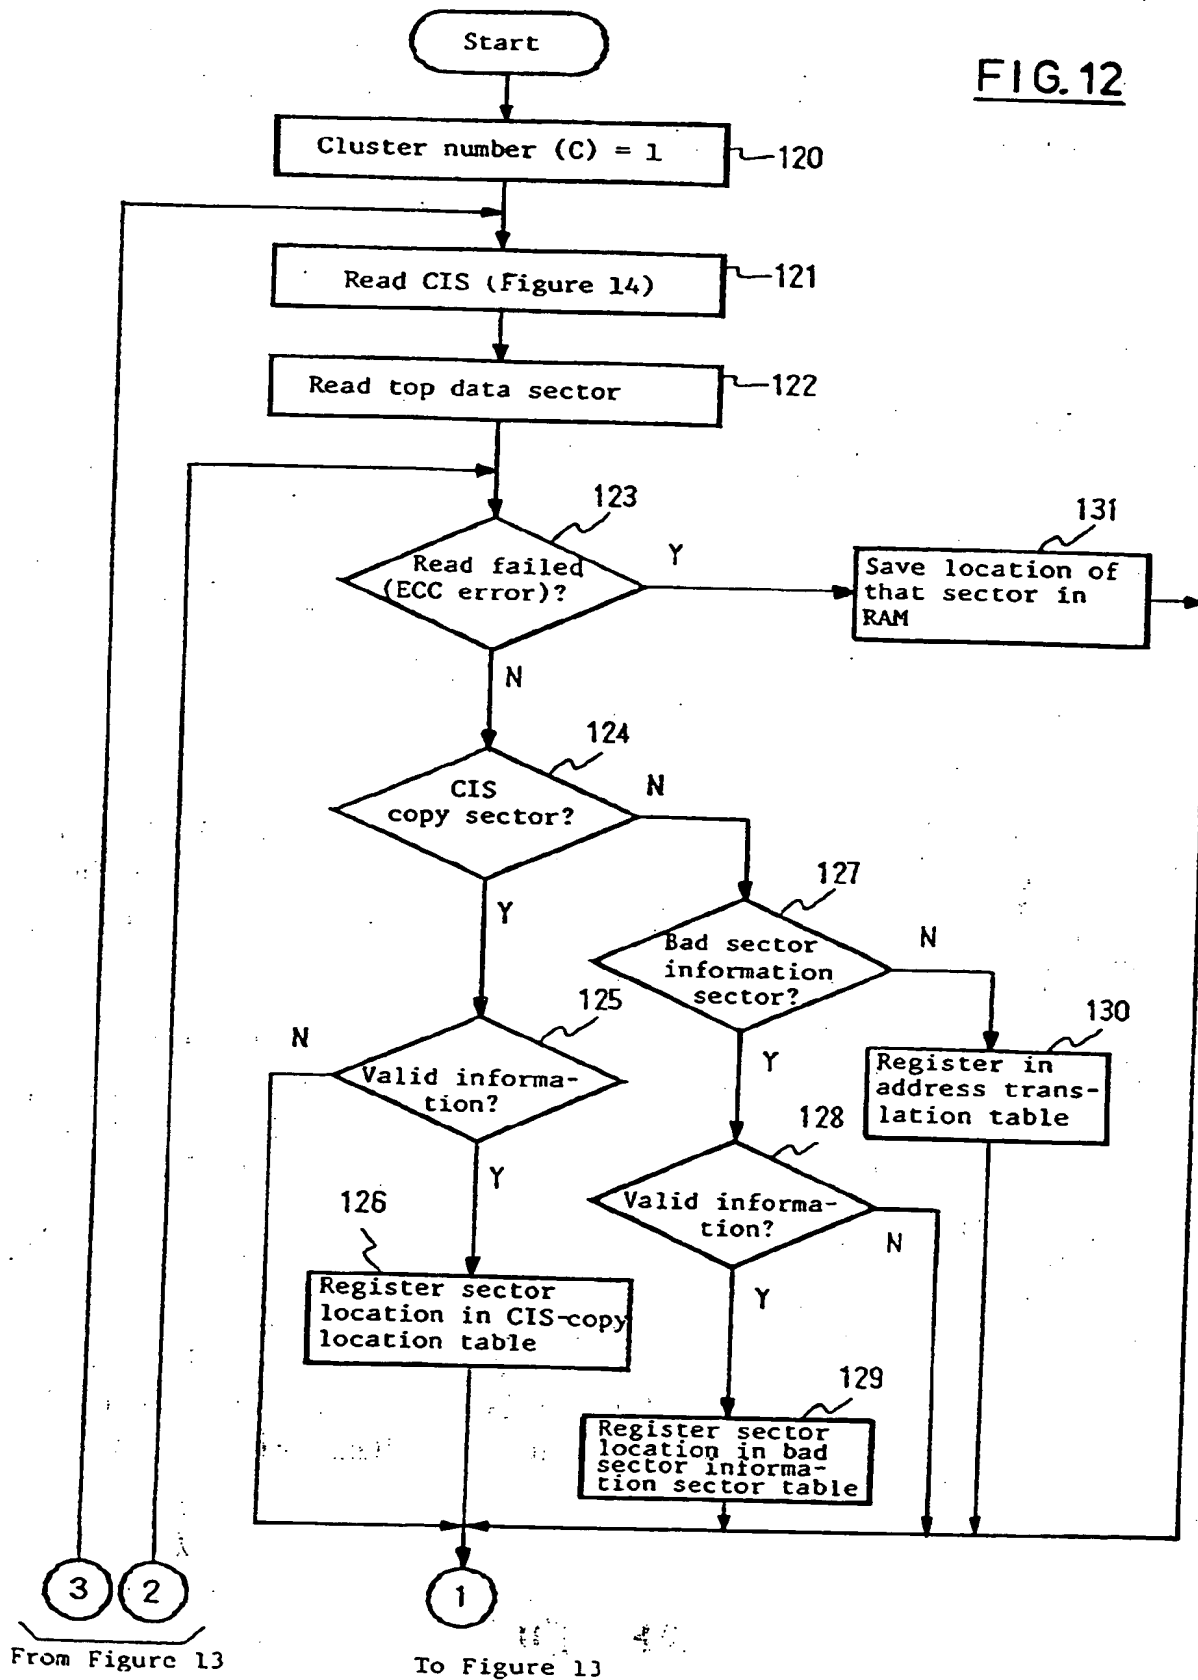 Start
FIG. 12
Cluster number (C) = 1
120
Read CIS (Figure 14)
121
Read top data sector
122
123
Read failed
(ECC error)?
Y
131
Save location of
that sector in
RAM
N
124
CIS
copy sector?
N
Y
127
Bad sector
information
sector?
N
Y
125
N
Valid informa-
tion?
Y
130
Register in
address trans-
lation table
128
Valid informa-
tion?
N
Y
126
Register sector
location in CIS-copy
location table
129
Register sector
location in bad
sector informa-
tion sector table
3
2
1
From Figure 13
To Figure 13